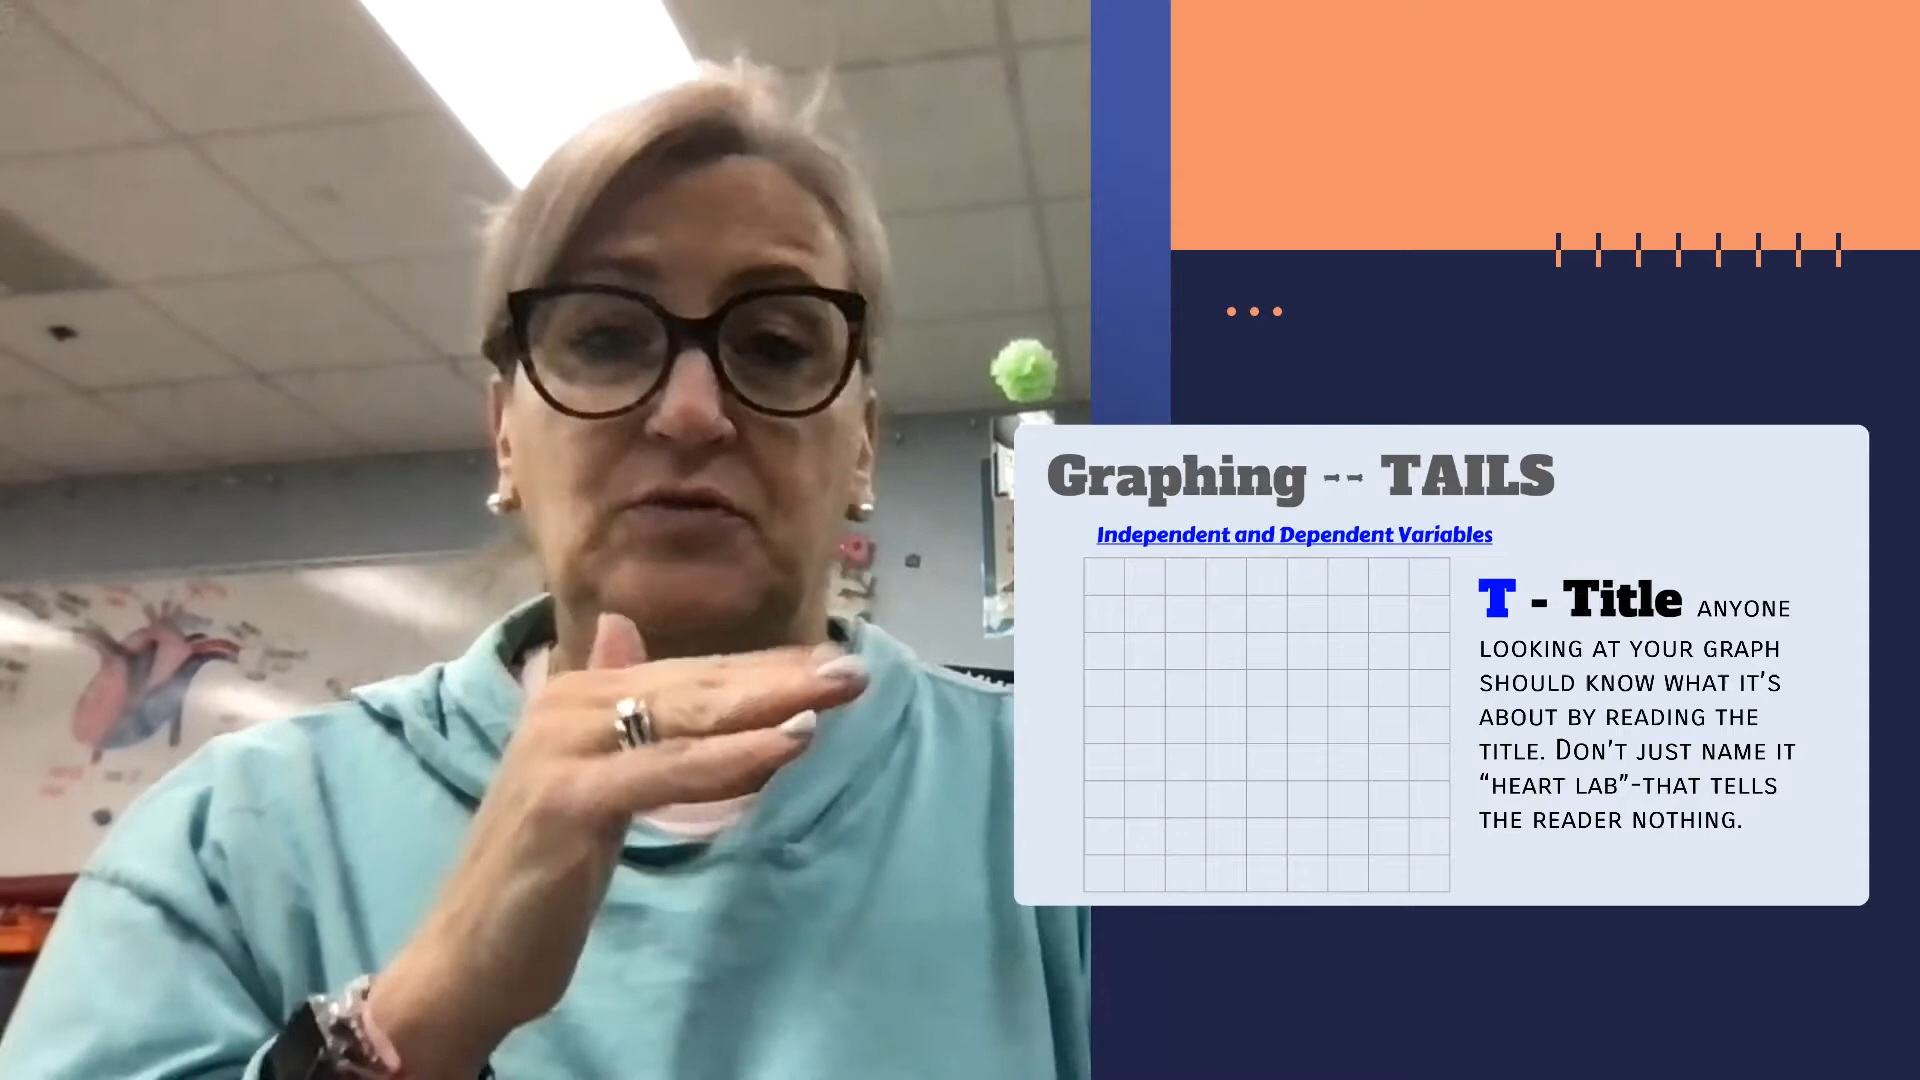 Graphing -- TAILS
Independent and Dependent Variables
T - Title ANYONE
LOOKING AT YOUR GRAPH
SHOULD KNOW WHAT IT'S
ABOUT BY READING THE
TITLE. DON'T JUST NAME IT
“HEART LAB”-THAT TELLS
THE READER NOTHING.